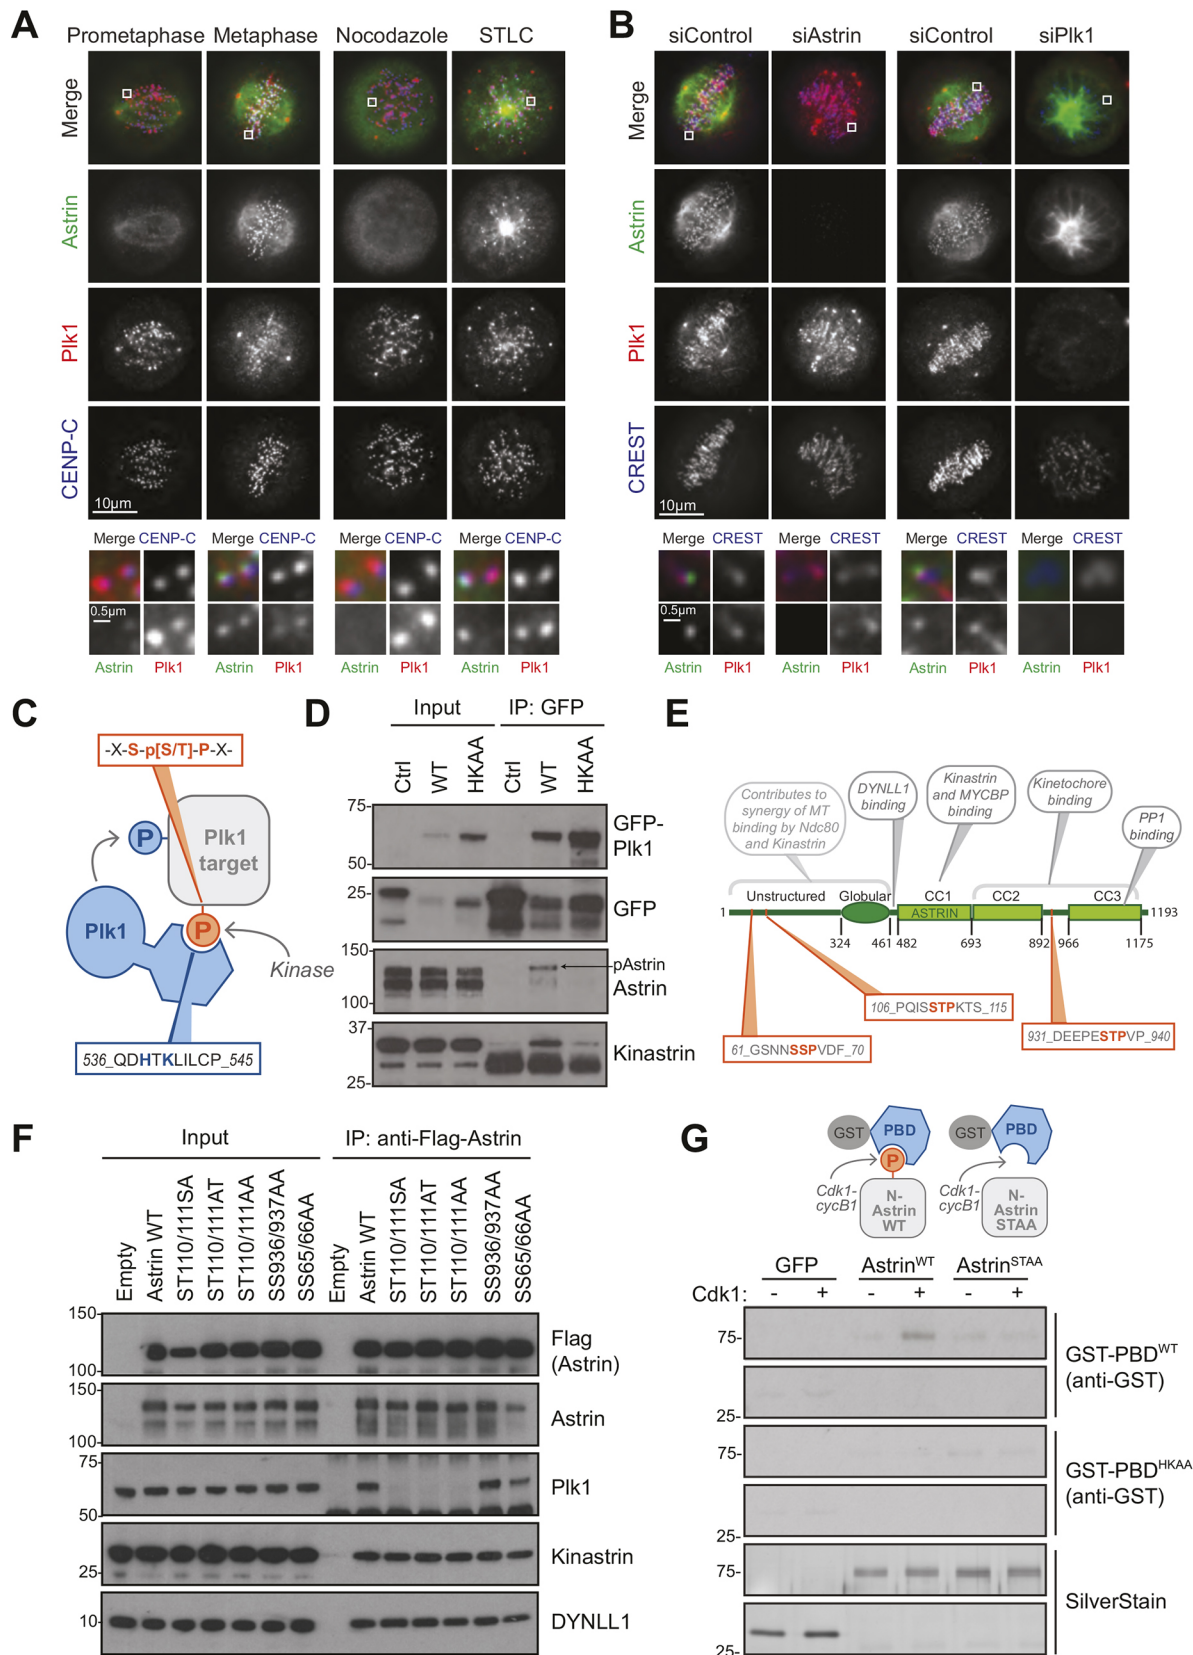 A
Prometaphase Metaphase Nocodazole STLC
Merge
Astrin
Plk1
CENP-C
10µm
Merge CENP-C Merge CENP-C Merge CENP-C Merge CENP-C
0.5µm
Astrin Plk1 Astrin Plk1 Astrin Plk1 Astrin Plk1
B
siControl siAstrin siControl siPlk1
Merge
Astrin
Plk1
CREST
10µm
Merge CREST Merge CREST Merge CREST Merge CREST
0.5µm
Astrin Plk1 Astrin Plk1 Astrin Plk1 Astrin Plk1
C
-X-S-p[S/T]-P-X-
P
Plk1
target
Plk1
P
Kinase
536_QDHTKLILCP_545
D
Input IP: GFP
Ctrl WT HKAA Ctrl WT HKAA
75-
50-
GFP-
Plk1
25-
GFP
150-
100-
pAstrin
Astrin
37-
25-
Kinastrin
E
Contributes to
synergy of MT
binding by Ndc80
and Kinastrin
DYNLL1
binding
Kinastrin
and MYCBP
binding
Kinetochore
binding
PP1
binding
Unstructured Globular CC1 CC2 CC3
1 ASTRIN 1193
324 461 482 693 892 966 1175
106_PQISSTPKTS_115
61_GSNNSSPVDF_70
931_DEEPESTPVP_940
F
Input IP: anti-Flag-Astrin
Empty Astrin WT ST110/111SA ST110/111AT ST110/111AA SS936/937AA SS65/66AA Empty Astrin WT ST110/111SA ST110/111AT ST110/111AA SS936/937AA SS65/66AA
150-
100-
Flag
(Astrin)
150-
100-
Astrin
75-
50-
Plk1
25-
Kinastrin
10-
DYNLL1
G
GST PBD GST PBD
P
Cdk1-
cycB1
N-
Astrin
WT
Cdk1-
cycB1
N-
Astrin
STAA
GFP AstrinWT AstrinSTAA
Cdk1: - + - + - +
75-
25-
GST-PBDWT
(anti-GST)
75-
25-
GST-PBDHKAA
(anti-GST)
75-
25-
SilverStain